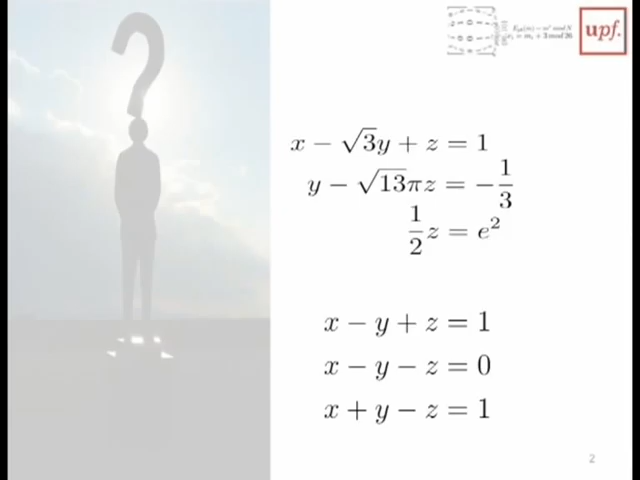 ?
upf.
x − √3y + z = 1
y − √13πz = −1/3
1/2 z = e²
x − y + z = 1
x − y − z = 0
x + y − z = 1
2